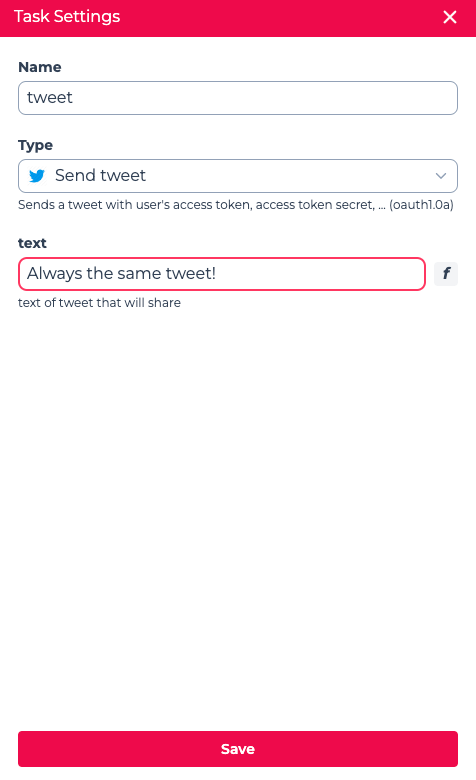 Task Settings
Name
tweet
Type
Send tweet
Sends a tweet with user's access token, access token secret, ... (oauth1.0a)
text
Always the same tweet!
f
text of tweet that will share
Save